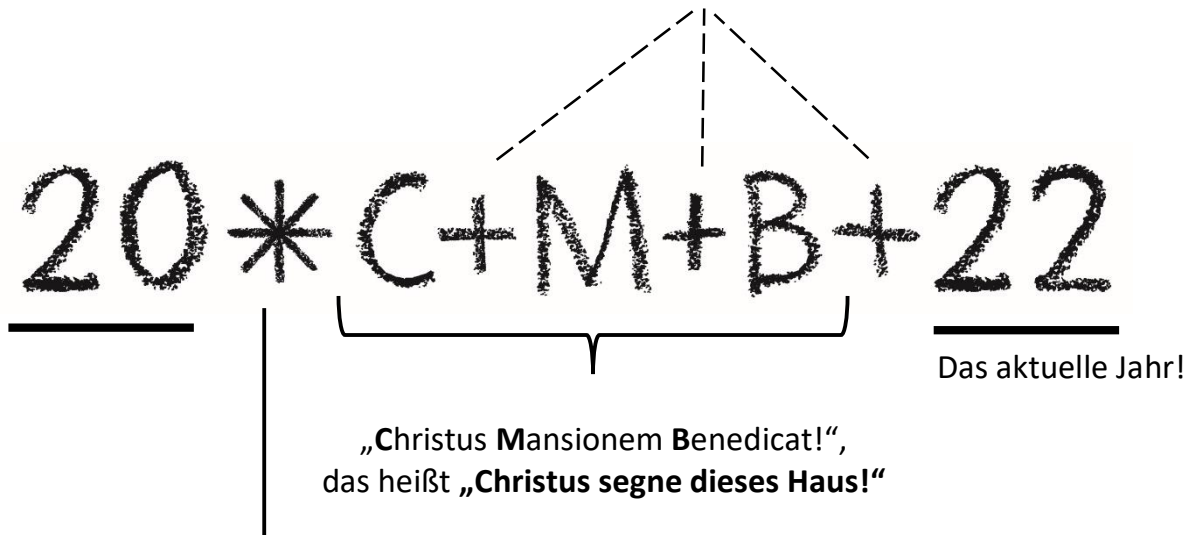 20*C+M+B+22
Das aktuelle Jahr!
„Christus Mansionem Benedicat!“,
das heißt „Christus segne dieses Haus!“